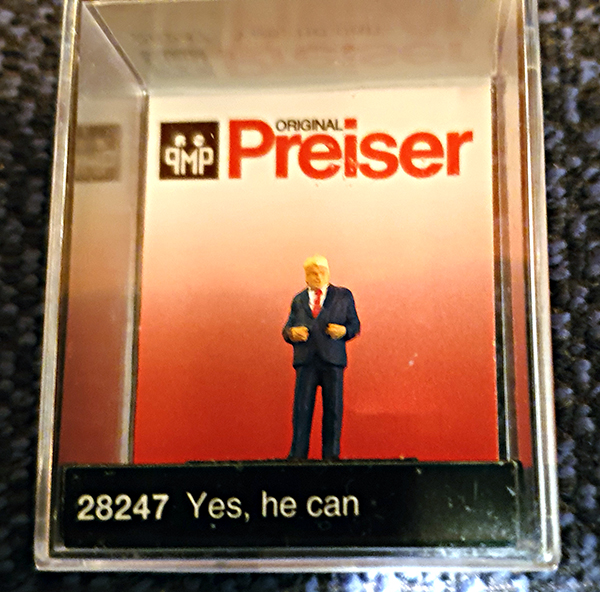 ORIGINAL
PMP Preiser
28247 Yes, he can